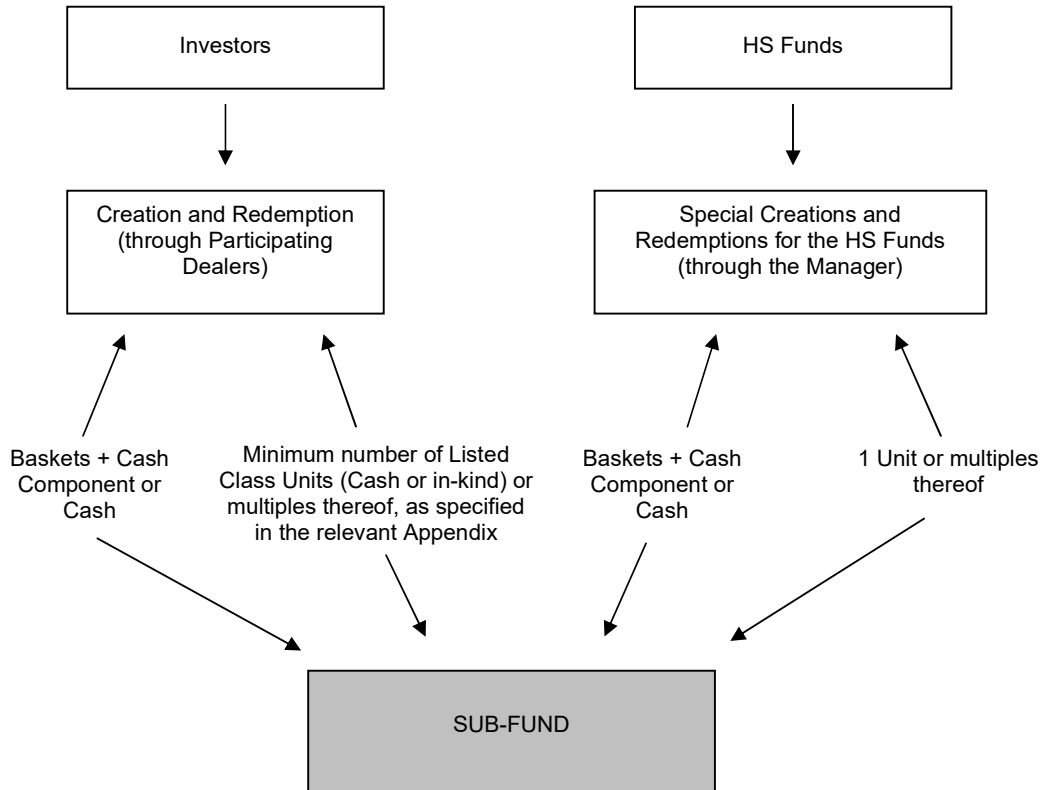 Investors
HS Funds
Creation and Redemption
(through Participating
Dealers)
Special Creations and
Redemptions for the HS Funds
(through the Manager)
Baskets + Cash
Component or
Cash
Minimum number of Listed
Class Units (Cash or in-kind) or
multiples thereof, as specified
in the relevant Appendix
Baskets + Cash
Component or
Cash
1 Unit or multiples
thereof
SUB-FUND